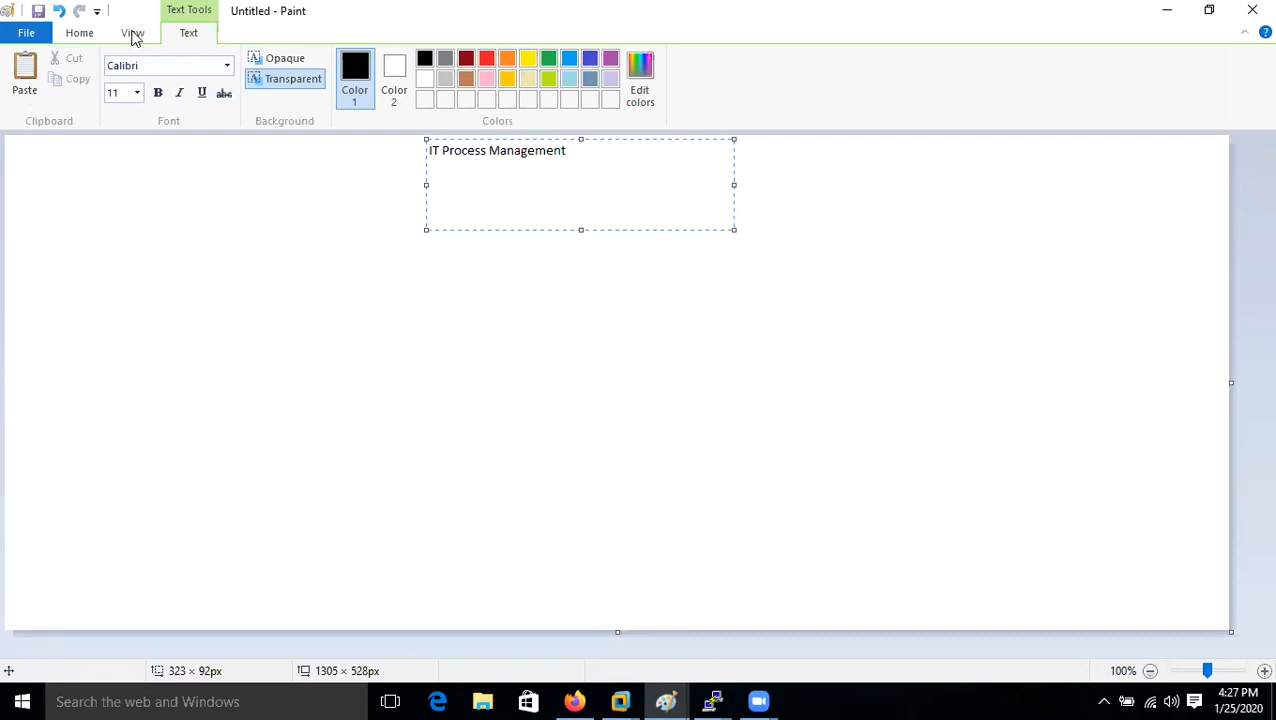 Text Tools
Untitled - Paint
File
Home
View
Text
Paste
Cut
Copy
Clipboard
Calibri
11
B
I
U
abc
Font
A
Opaque
A
Transparent
Background
Color
1
Color
2
Edit
colors
Colors
IT Process Management
323 × 92px
1305 × 528px
100%
Search the web and Windows
4:27 PM
1/25/2020